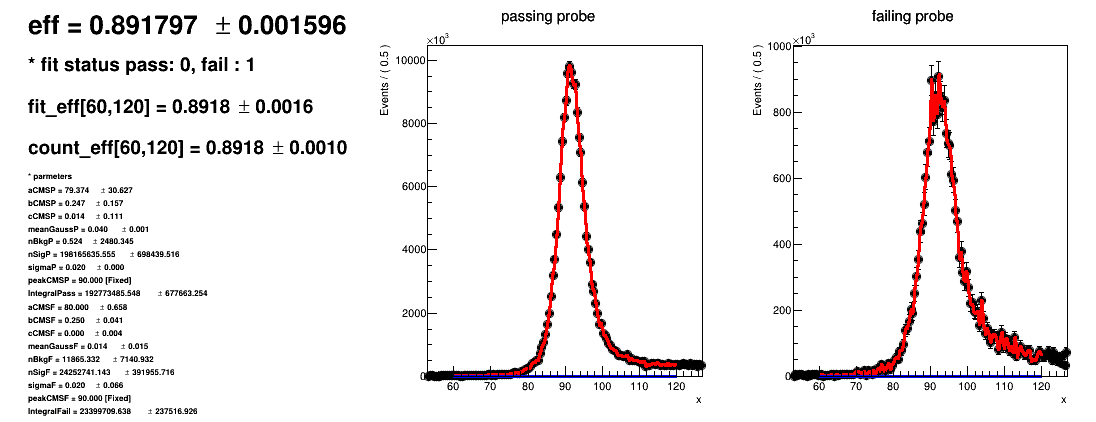 eff = 0.891797 ± 0.001596
* fit status pass: 0, fail : 1
fit_eff[60,120] = 0.8918 ± 0.0016
count_eff[60,120] = 0.8918 ± 0.0010
* parmeters
aCMSP = 79.374 ± 30.627
bCMSP = 0.247 ± 0.157
cCMSP = 0.014 ± 0.111
meanGaussP = 0.040 ± 0.001
nBkgP = 0.524 ± 2480.345
nSigP = 198165635.555 ± 698439.516
sigmaP = 0.020 ± 0.000
peakCMSP = 90.000 [Fixed]
IntegralPass = 192773485.548 ± 677663.254
aCMSF = 80.000 ± 0.658
bCMSF = 0.250 ± 0.041
cCMSF = 0.000 ± 0.004
meanGaussF = 0.014 ± 0.015
nBkgF = 11865.332 ± 7140.932
nSigF = 24252741.143 ± 391955.716
sigmaF = 0.020 ± 0.066
peakCMSF = 90.000 [Fixed]
IntegralFail = 23399709.638 ± 237516.926
passing probe
×10³
Events / ( 0.5 )
10000
8000
6000
4000
2000
0
60 70 80 90 100 110 120
x
failing probe
×10³
Events / ( 0.5 )
1000
800
600
400
200
0
60 70 80 90 100 110 120
x